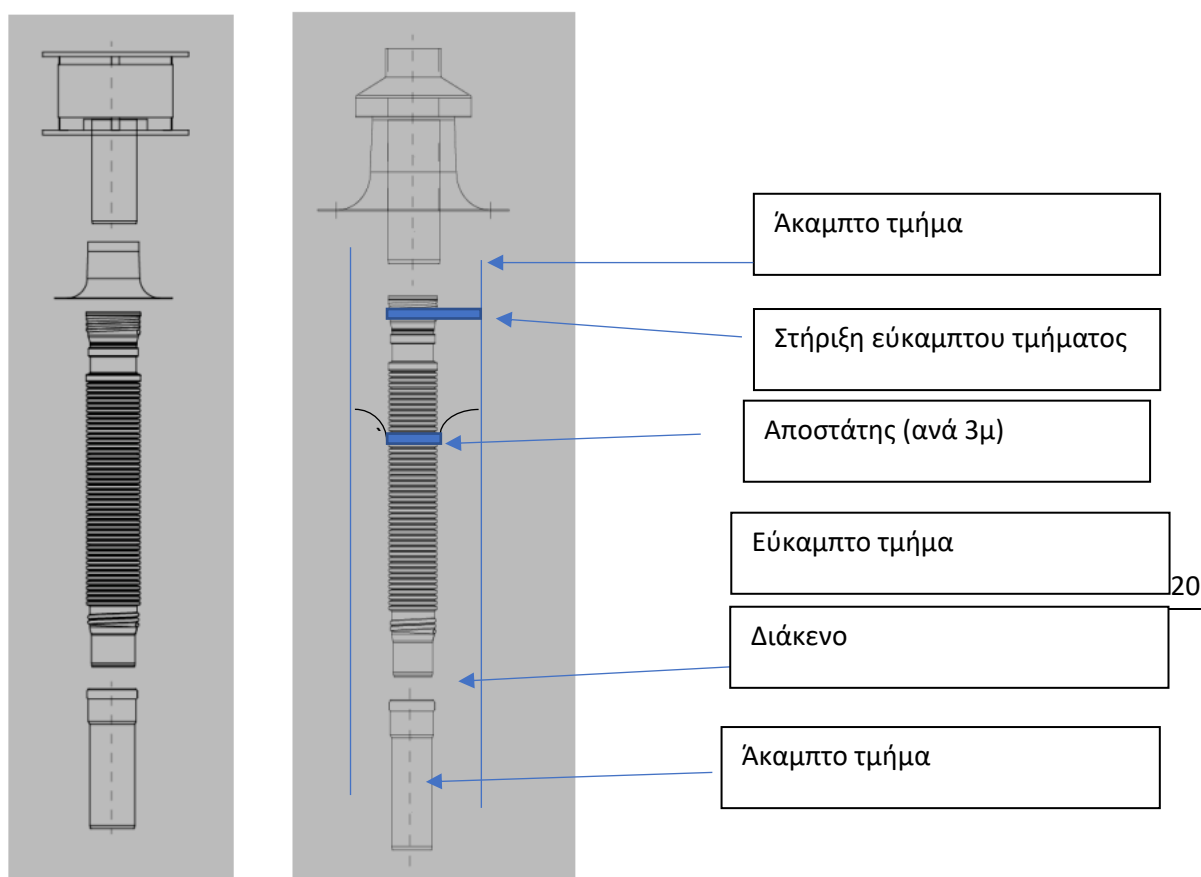 Άκαμπτο τμήμα
Στήριξη εύκαμπτου τμήματος
Αποστάτης (ανά 3μ)
Εύκαμπτο τμήμα
20
Διάκενο
Άκαμπτο τμήμα